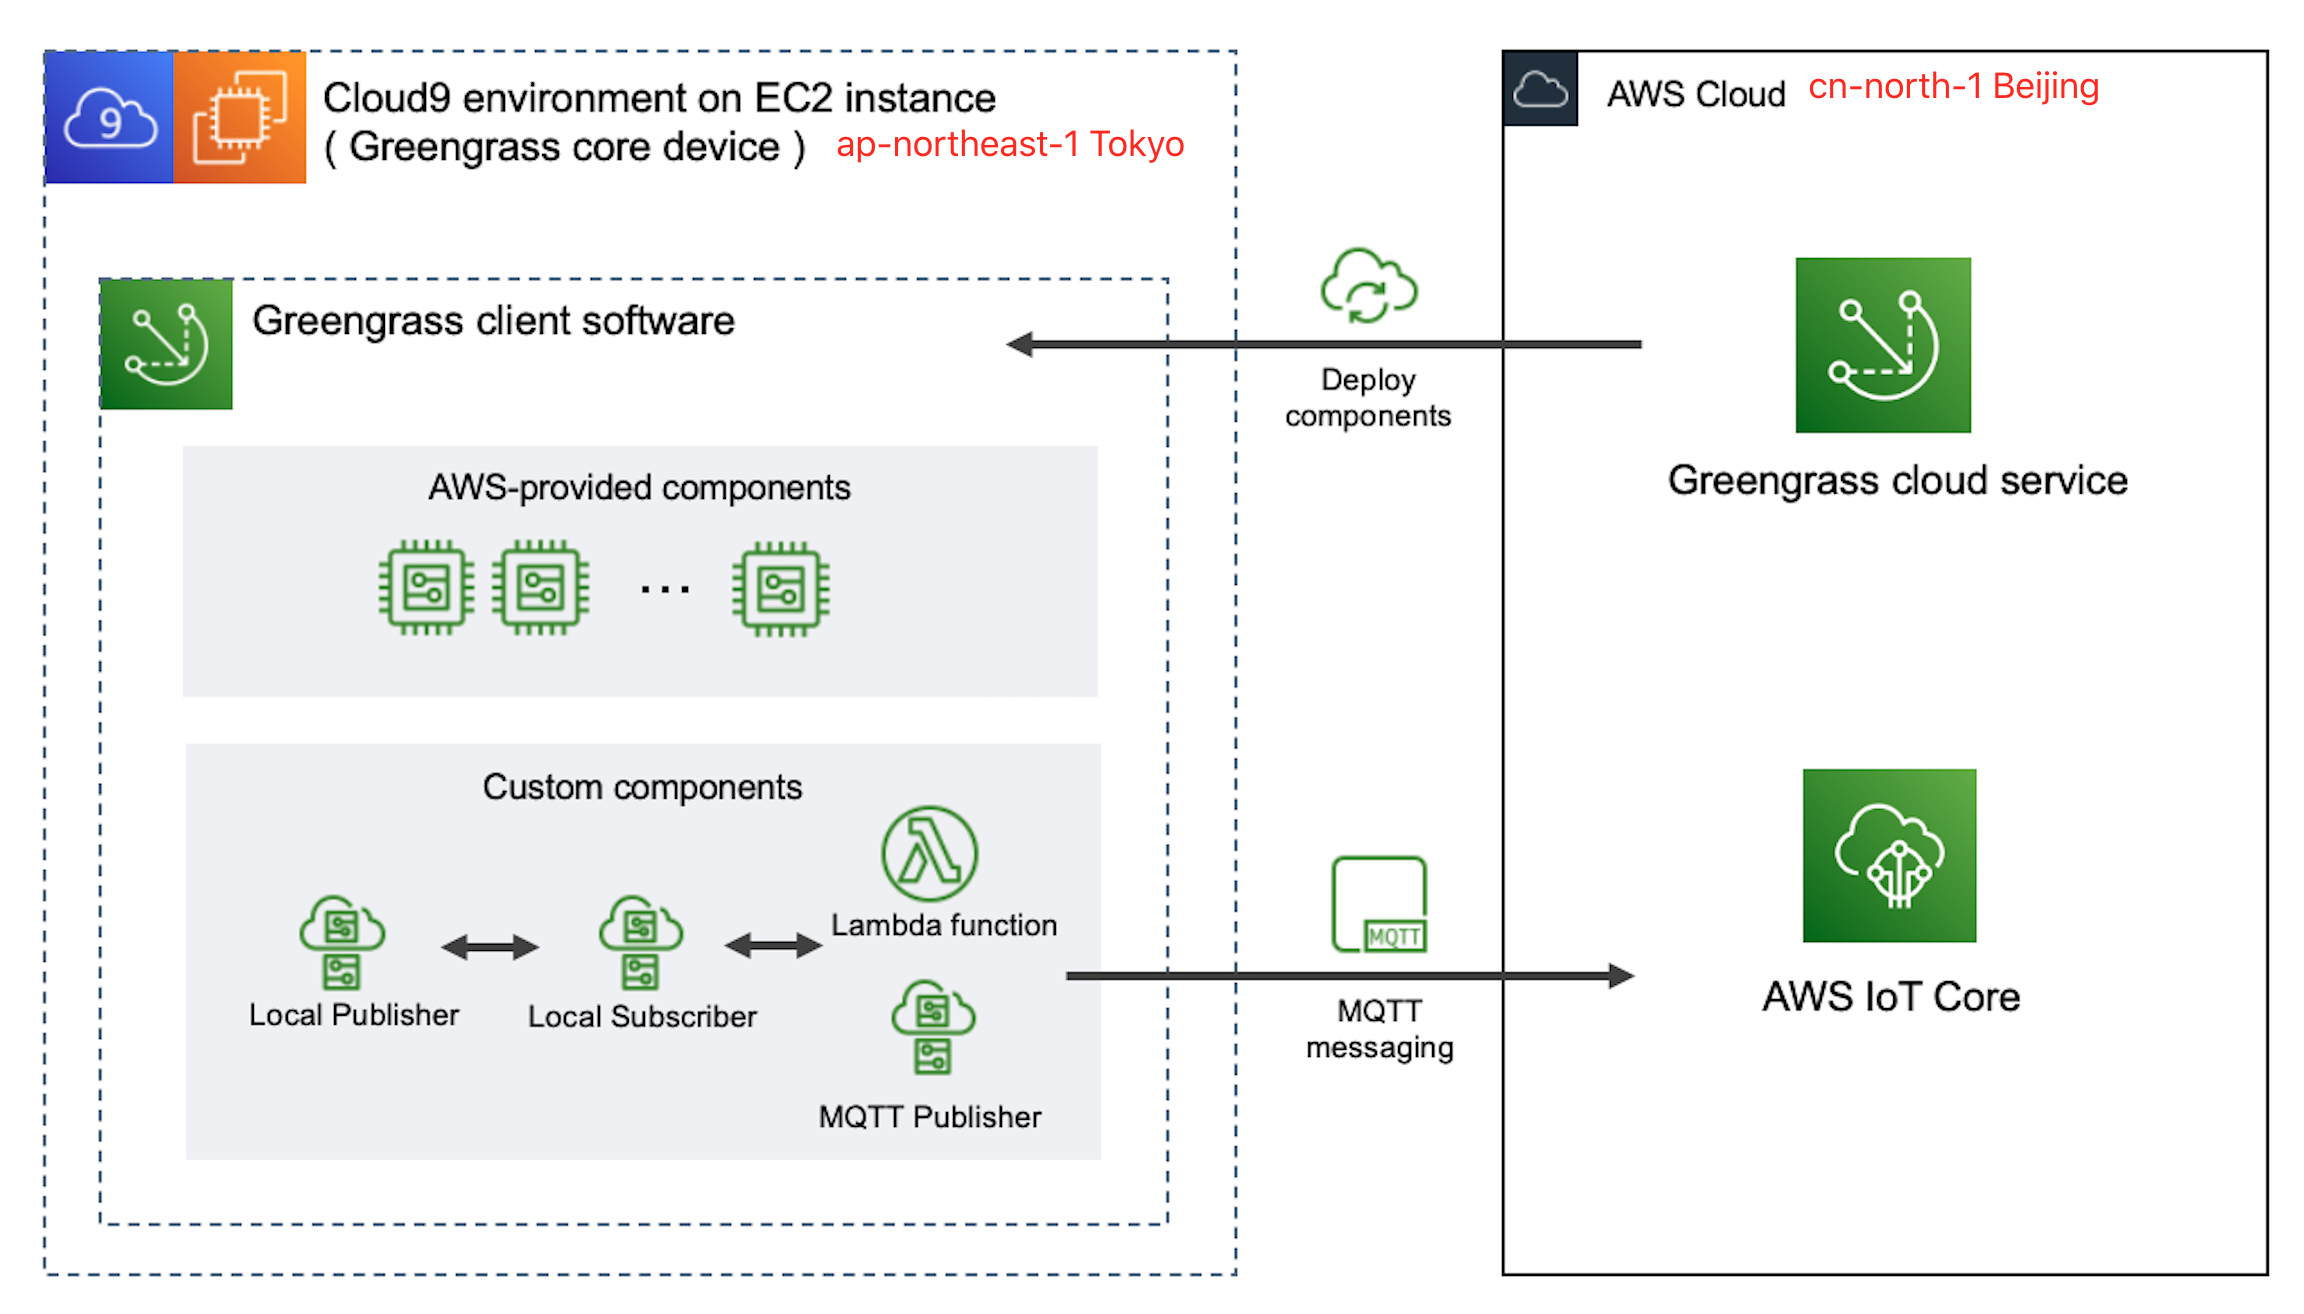 9
Cloud9 environment on EC2 instance
( Greengrass core device ) ap-northeast-1 Tokyo
Greengrass client software
AWS-provided components
...
Custom components
Lambda function
Local Publisher
Local Subscriber
MQTT Publisher
Deploy
components
MQTT
MQTT
messaging
AWS Cloud cn-north-1 Beijing
Greengrass cloud service
AWS IoT Core